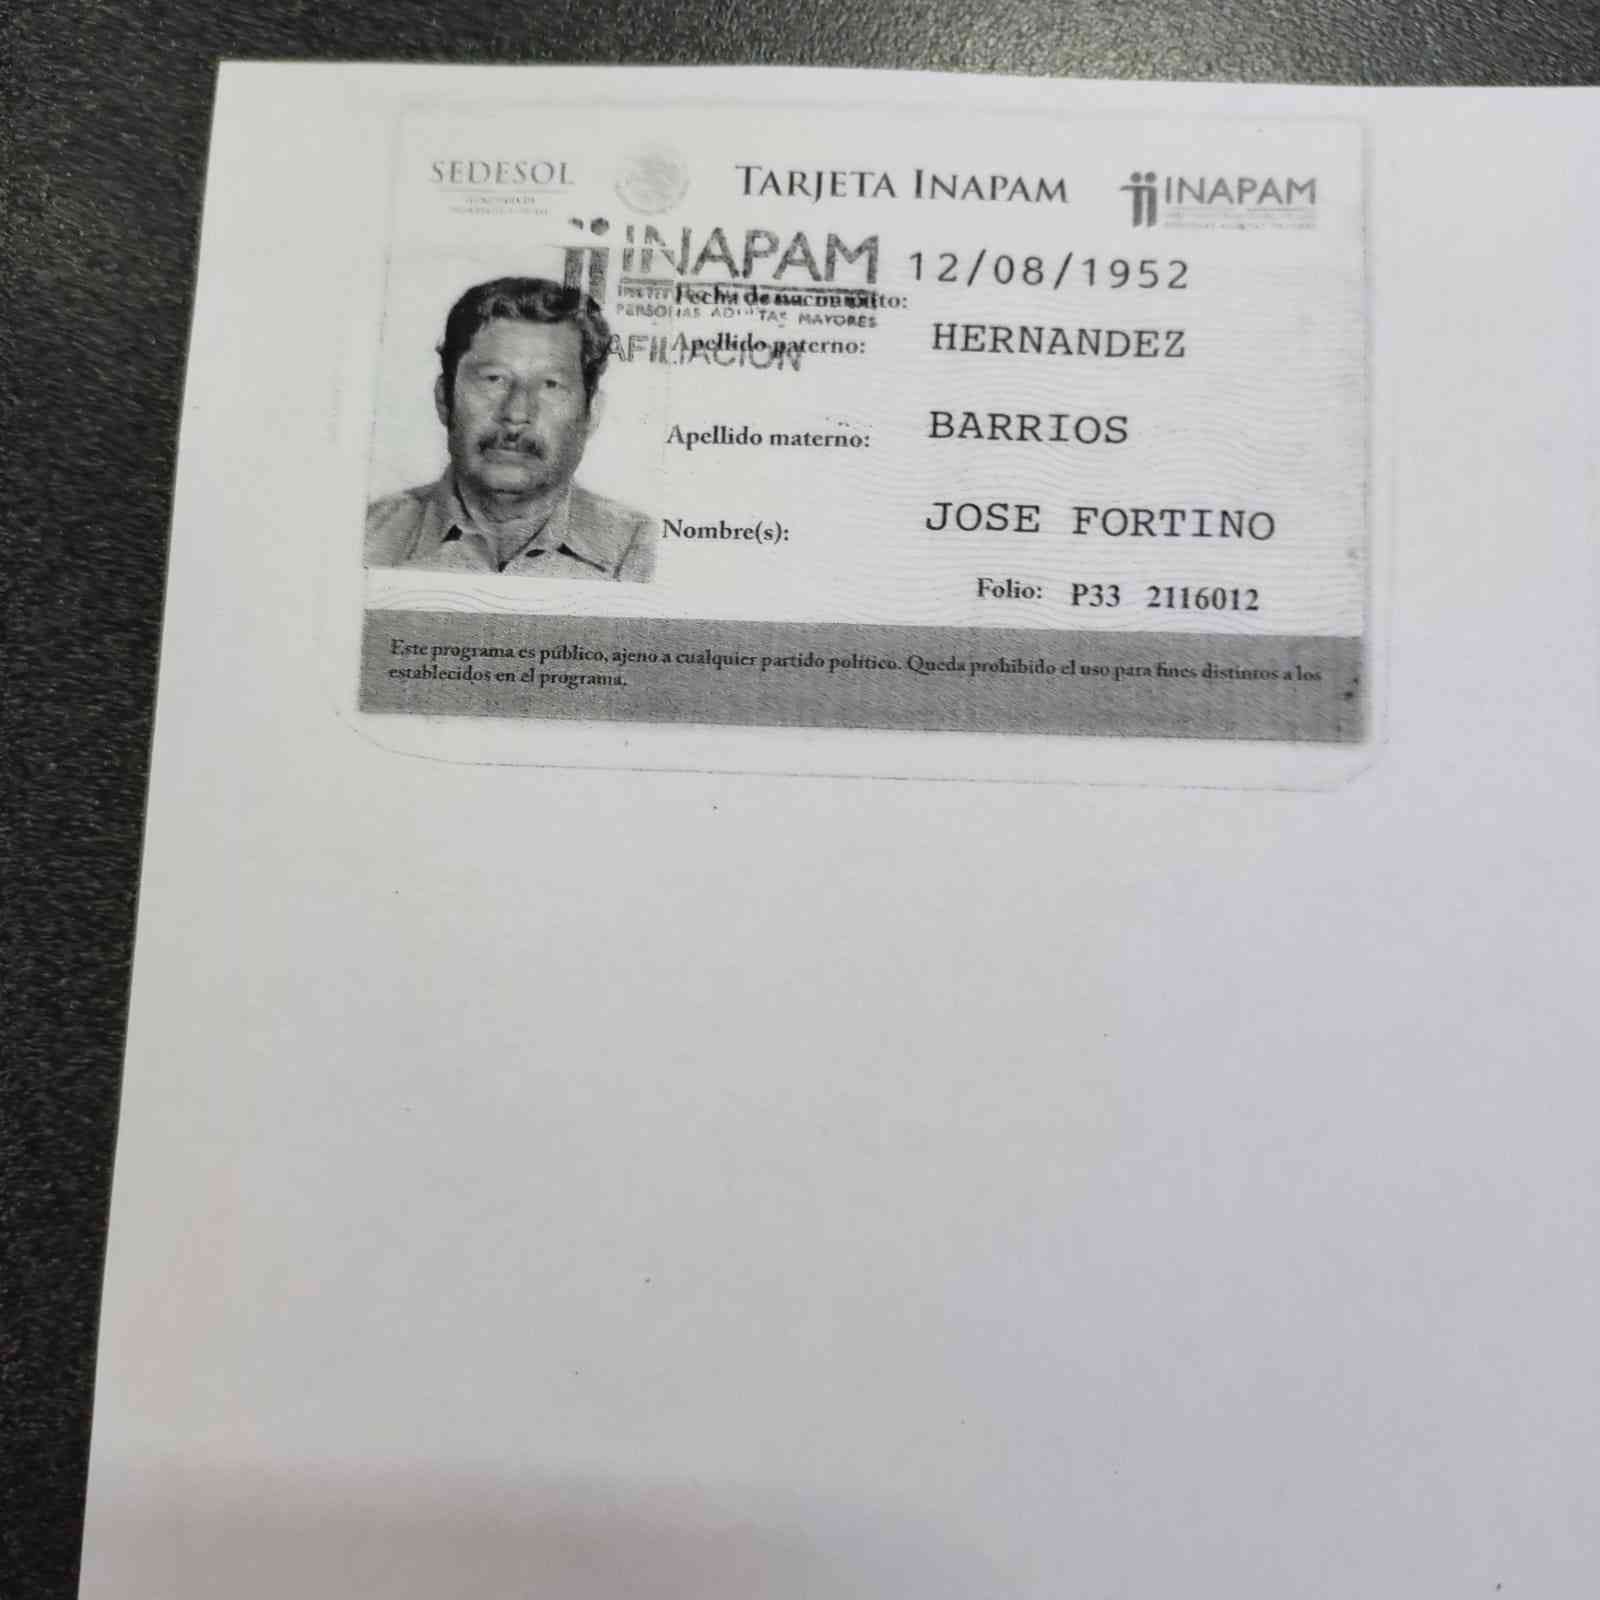 SEDESOL
TARJETA INAPAM
INAPAM
INAPAM
PERSONAS ADULTAS MAYORES
AFILIACION
Fecha de nacimiento: 12/08/1952
Apellido paterno: HERNANDEZ
Apellido materno: BARRIOS
Nombre(s): JOSE FORTINO
Folio: P33 2116012
Este programa es público, ajeno a cualquier partido político. Queda prohibido el uso para fines distintos a los
establecidos en el programa.